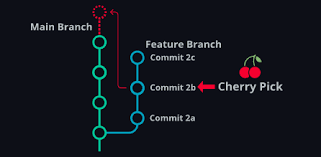 Main Branch
Feature Branch
Commit 2c
Commit 2b
Cherry Pick
Commit 2a